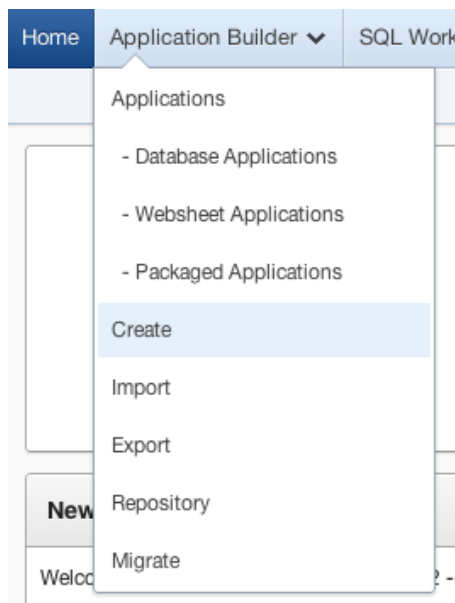 Home Application Builder SQL Work
Applications
- Database Applications
- Websheet Applications
- Packaged Applications
Create
Import
Export
Repository
New
Migrate
Welco 2 -